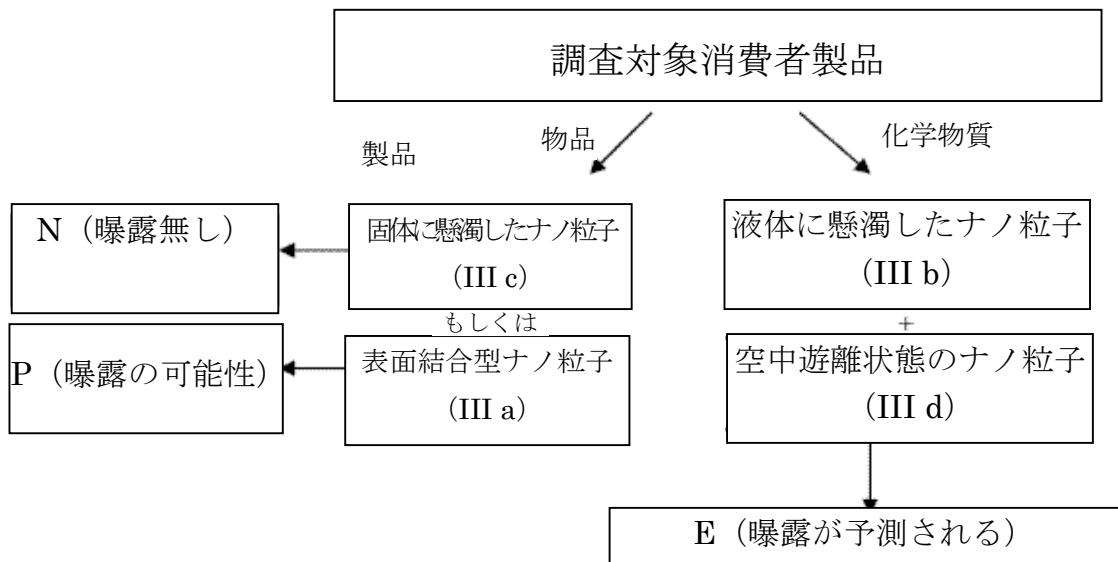 調査対象消費者製品
製品
物品
化学物質
N（曝露無し）
固体に懸濁したナノ粒子
（III c）
液体に懸濁したナノ粒子
（III b）
もしくは
+
P（曝露の可能性）
表面結合型ナノ粒子
（III a）
空中遊離状態のナノ粒子
（III d）
E（曝露が予測される）